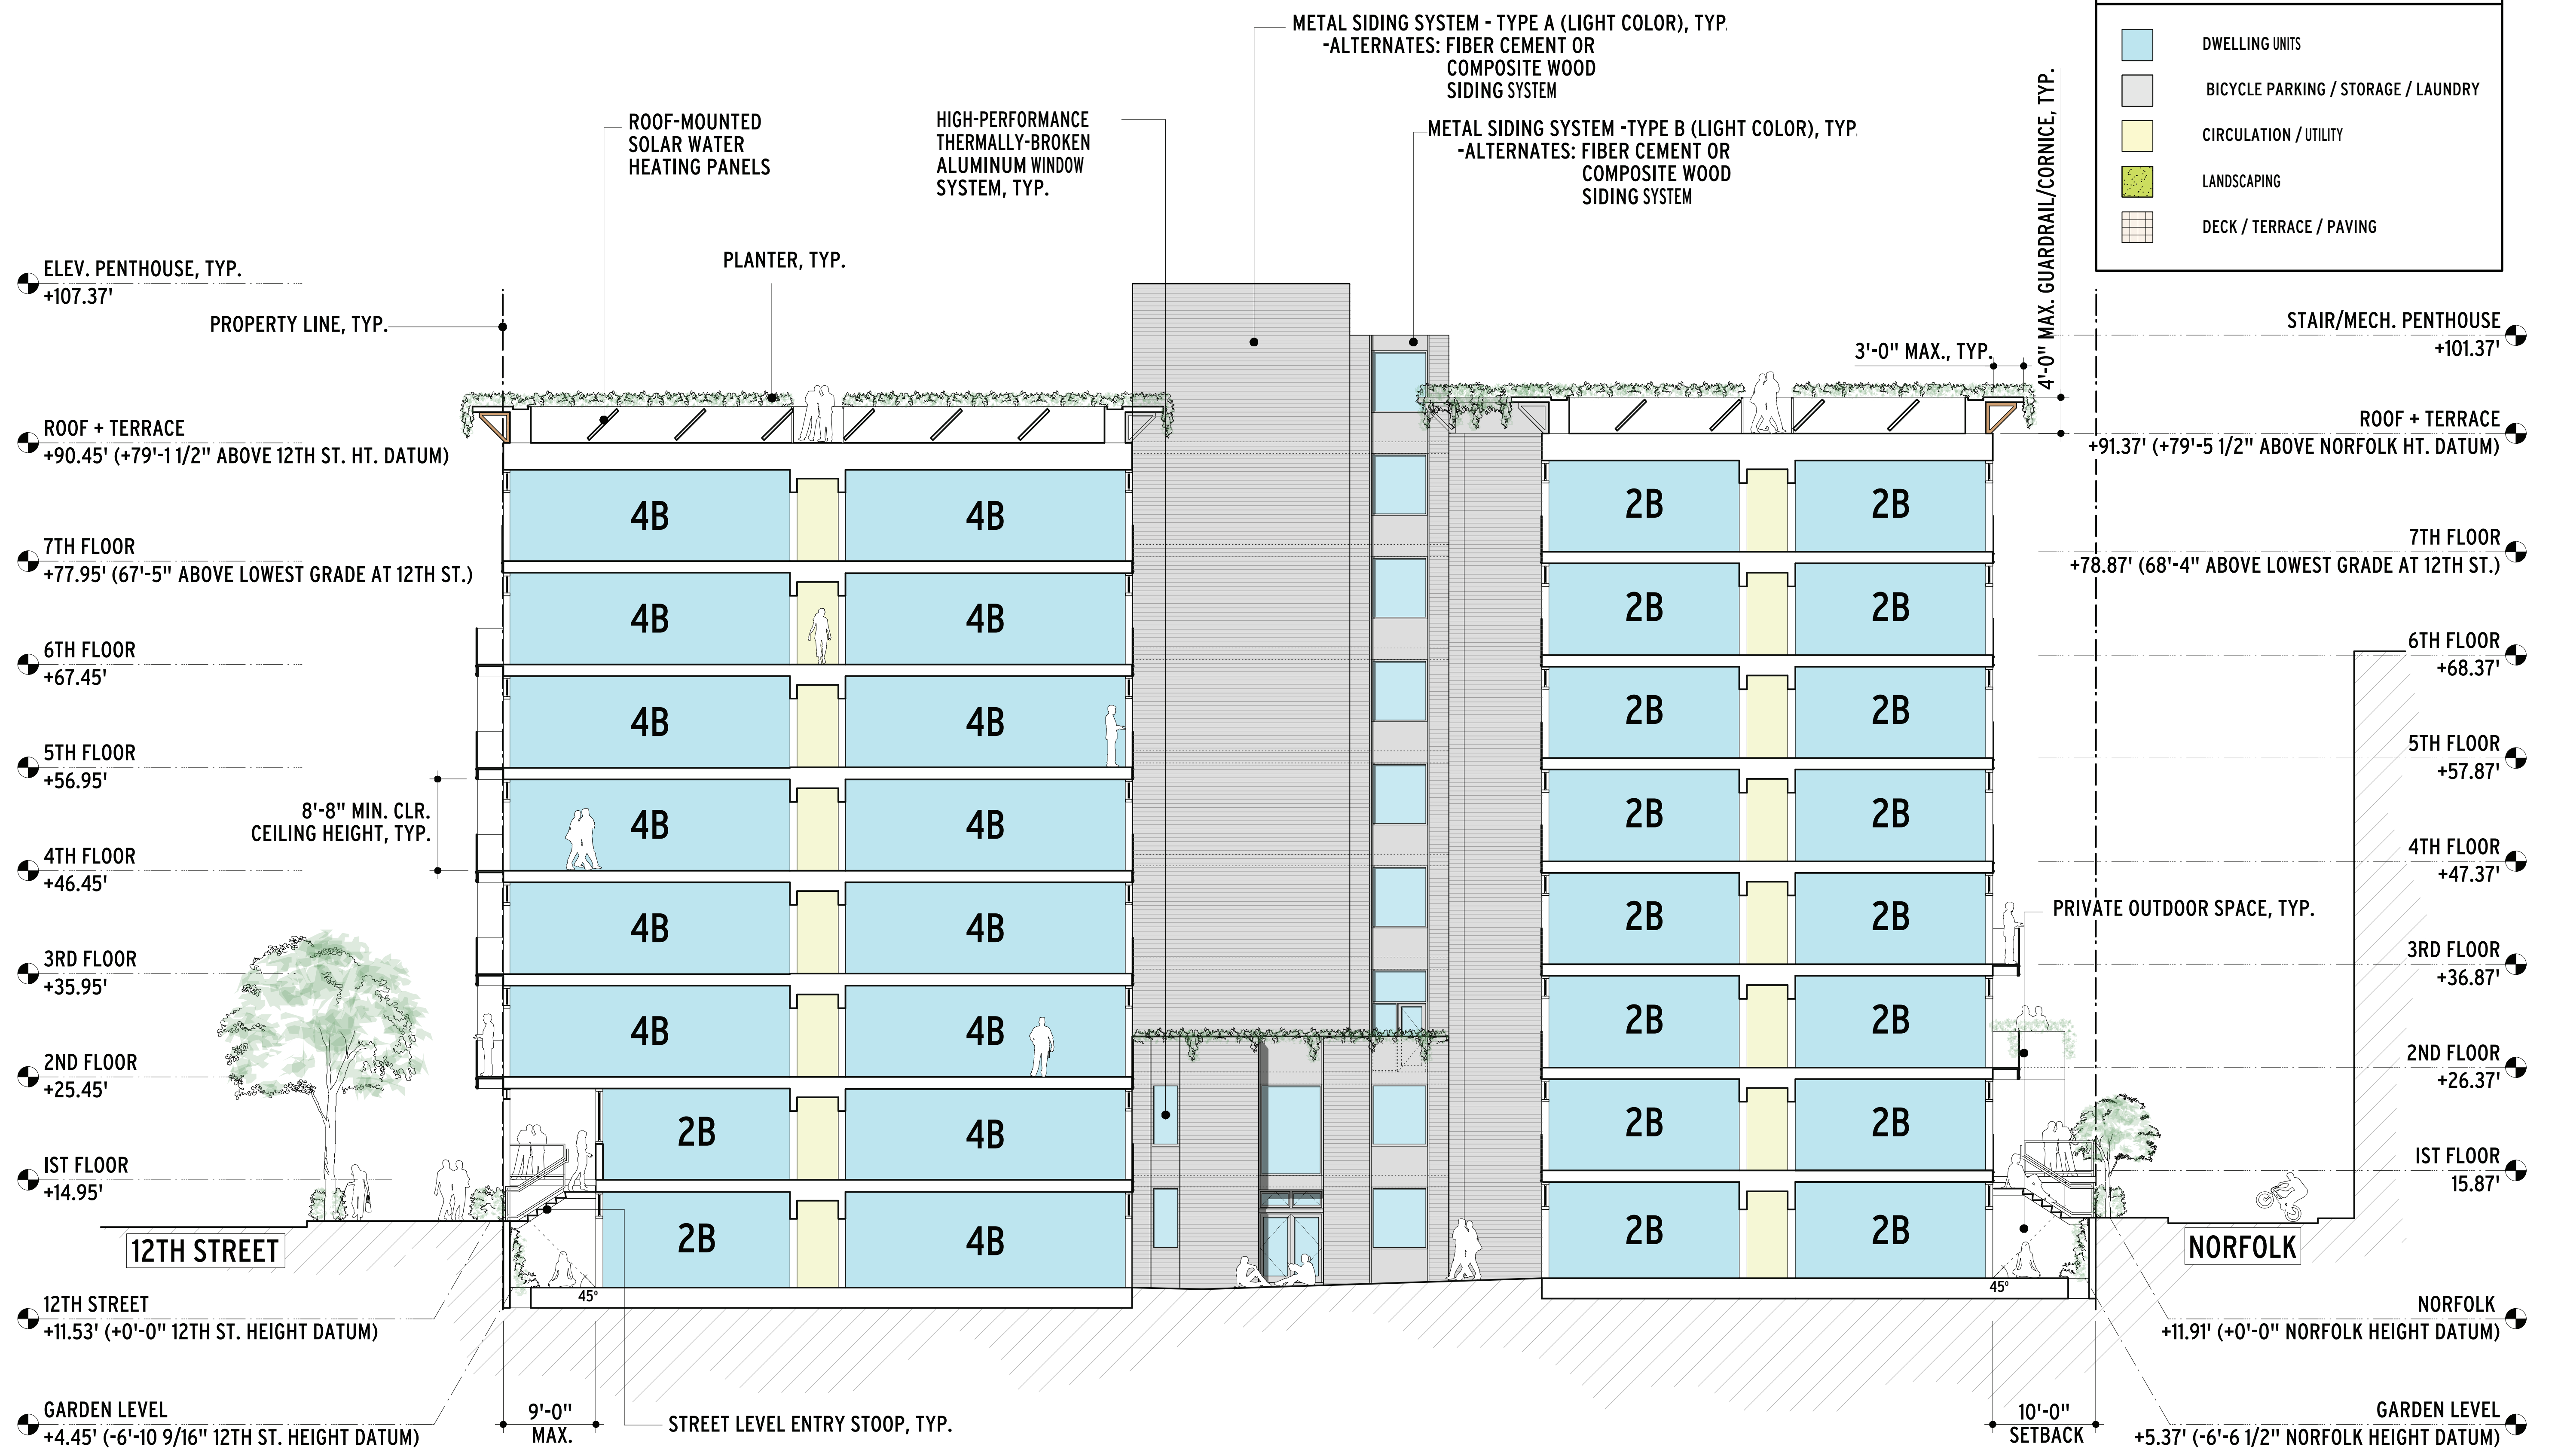 METAL SIDING SYSTEM - TYPE A (LIGHT COLOR), TYP.
-ALTERNATES: FIBER CEMENT OR
COMPOSITE WOOD
SIDING SYSTEM
METAL SIDING SYSTEM -TYPE B (LIGHT COLOR), TYP.
-ALTERNATES: FIBER CEMENT OR
COMPOSITE WOOD
SIDING SYSTEM
ROOF-MOUNTED
SOLAR WATER
HEATING PANELS
HIGH-PERFORMANCE
THERMALLY-BROKEN
ALUMINUM WINDOW
SYSTEM, TYP.
PLANTER, TYP.
DWELLING UNITS
BICYCLE PARKING / STORAGE / LAUNDRY
CIRCULATION / UTILITY
LANDSCAPING
DECK / TERRACE / PAVING
4'-0" MAX. GUARDRAIL/CORNICE, TYP.
3'-0" MAX., TYP.
ELEV. PENTHOUSE, TYP.
+107.37'
PROPERTY LINE, TYP.
ROOF + TERRACE
+90.45' (+79'-1 1/2" ABOVE 12TH ST. HT. DATUM)
7TH FLOOR
+77.95' (67'-5" ABOVE LOWEST GRADE AT 12TH ST.)
6TH FLOOR
+67.45'
5TH FLOOR
+56.95'
8'-8" MIN. CLR.
CEILING HEIGHT, TYP.
4TH FLOOR
+46.45'
3RD FLOOR
+35.95'
2ND FLOOR
+25.45'
1ST FLOOR
+14.95'
12TH STREET
12TH STREET
+11.53' (+0'-0" 12TH ST. HEIGHT DATUM)
GARDEN LEVEL
+4.45' (-6'-10 9/16" 12TH ST. HEIGHT DATUM)
4B 4B 2B 2B
4B 4B 2B 2B
4B 4B 2B 2B
4B 4B 2B 2B
4B 4B 2B 2B
4B 4B 2B 2B
2B 4B 2B 2B
2B 4B 2B 2B
45°
45°
9'-0"
MAX.
STREET LEVEL ENTRY STOOP, TYP.
10'-0"
SETBACK
STAIR/MECH. PENTHOUSE
+101.37'
ROOF + TERRACE
+91.37' (+79'-5 1/2" ABOVE NORFOLK HT. DATUM)
7TH FLOOR
+78.87' (68'-4" ABOVE LOWEST GRADE AT 12TH ST.)
6TH FLOOR
+68.37'
5TH FLOOR
+57.87'
4TH FLOOR
+47.37'
PRIVATE OUTDOOR SPACE, TYP.
3RD FLOOR
+36.87'
2ND FLOOR
+26.37'
1ST FLOOR
15.87'
NORFOLK
NORFOLK
+11.91' (+0'-0" NORFOLK HEIGHT DATUM)
GARDEN LEVEL
+5.37' (-6'-6 1/2" NORFOLK HEIGHT DATUM)